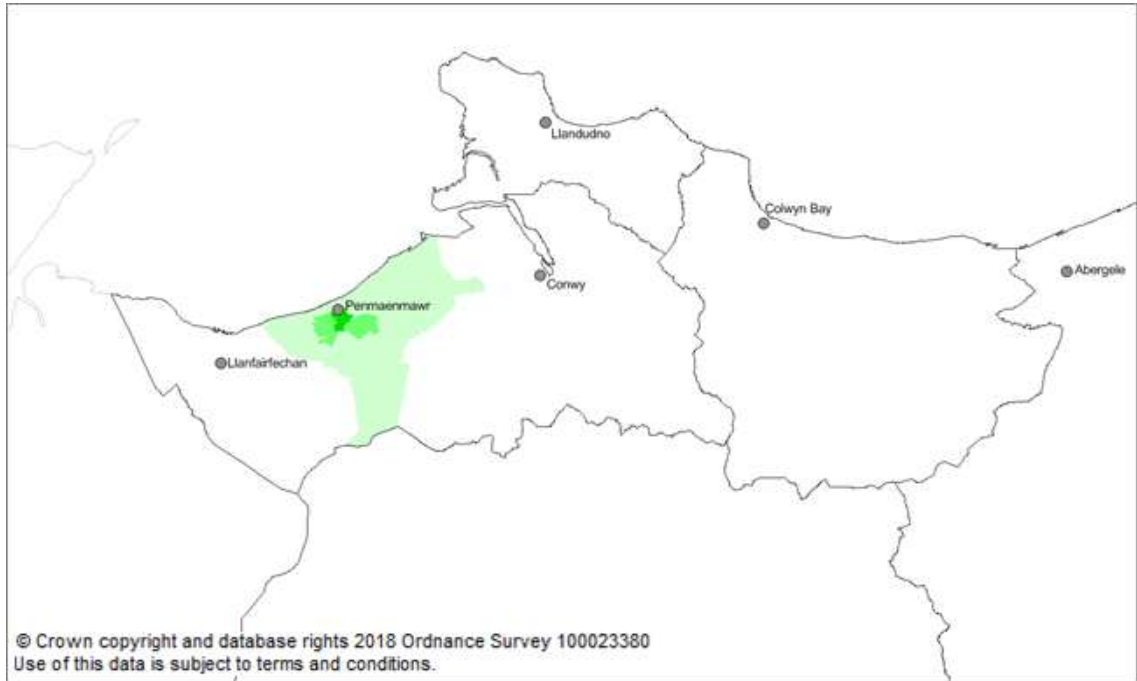 Llandudno
Colwyn Bay
Abergele
Conwy
Penmaenmawr
Llanfairfechan
© Crown copyright and database rights 2018 Ordnance Survey 100023380
Use of this data is subject to terms and conditions.